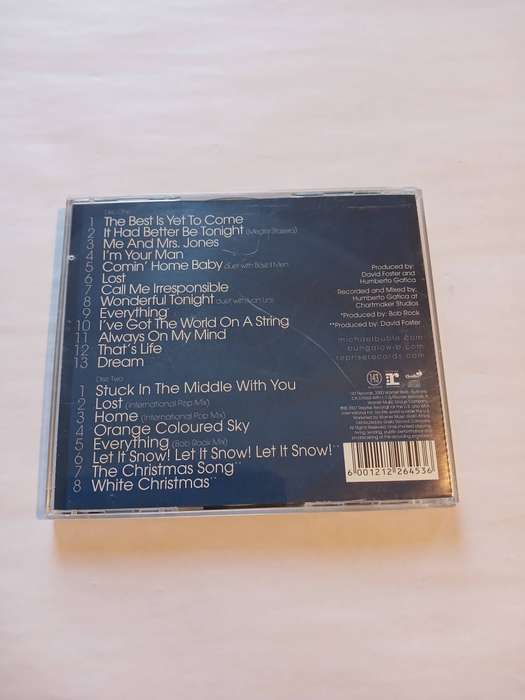 Disc One
1 The Best Is Yet To Come
2 It Had Better Be Tonight (Meglio Stasera)
3 Me And Mrs. Jones
4 I'm Your Man
5 Comin' Home Baby duet with Boyz II Men
6 Lost
7 Call Me Irresponsible
8 Wonderful Tonight duet with Ivan Lins
9 Everything
10 I've Got The World On A String
11 Always On My Mind
12 That's Life
13 Dream
Disc Two
1 Stuck In The Middle With You
2 Lost (International Pop Mix)
3 Home (International Pop Mix)
4 Orange Coloured Sky
5 Everything (Bob Rock Mix)
6 Let It Snow! Let It Snow! Let It Snow!**
7 The Christmas Song**
8 White Christmas**
Produced by:
David Foster and
Humberto Gatica
Recorded and Mixed by:
Humberto Gatica at
Chartmaker Studios
*Produced by: Bob Rock
**Produced by: David Foster
michaelbuble.com
bungalow-b.com
repriserecords.com
143
6 001212 264536